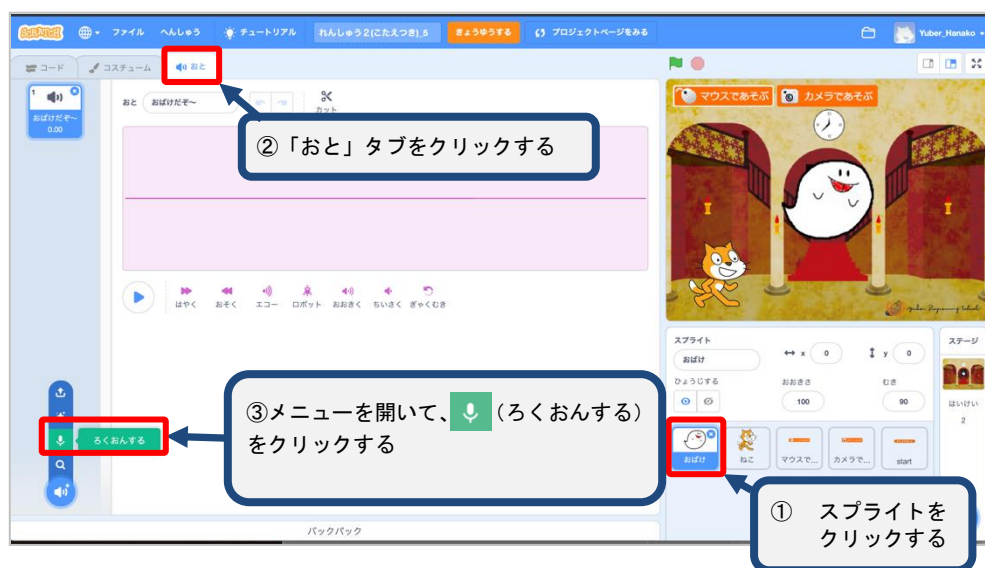 SCRATCH ファイル へんしゅう チュートリアル れんしゅう2(こたえつき)_5 きょうゆうする プロジェクトページをみる Yuber_Hanako
コード コスチューム おと
1
おばけだぞ〜
0.00
おと おばけだぞ〜
カット
②「おと」タブをクリックする
はやく おそく エコー ロボット おおきく ちいさく ぎゃくむき
ろくおんする
③メニューを開いて、(ろくおんする)
をクリックする
バックパック
マウスであそぶ カメラであそぶ
スプライト
おばけ x 0 y 0
ひょうじする おおきさ むき
100 90
おばけ ねこ マウスで... カメラで... start
ステージ
はいけい
2
① スプライトを
クリックする